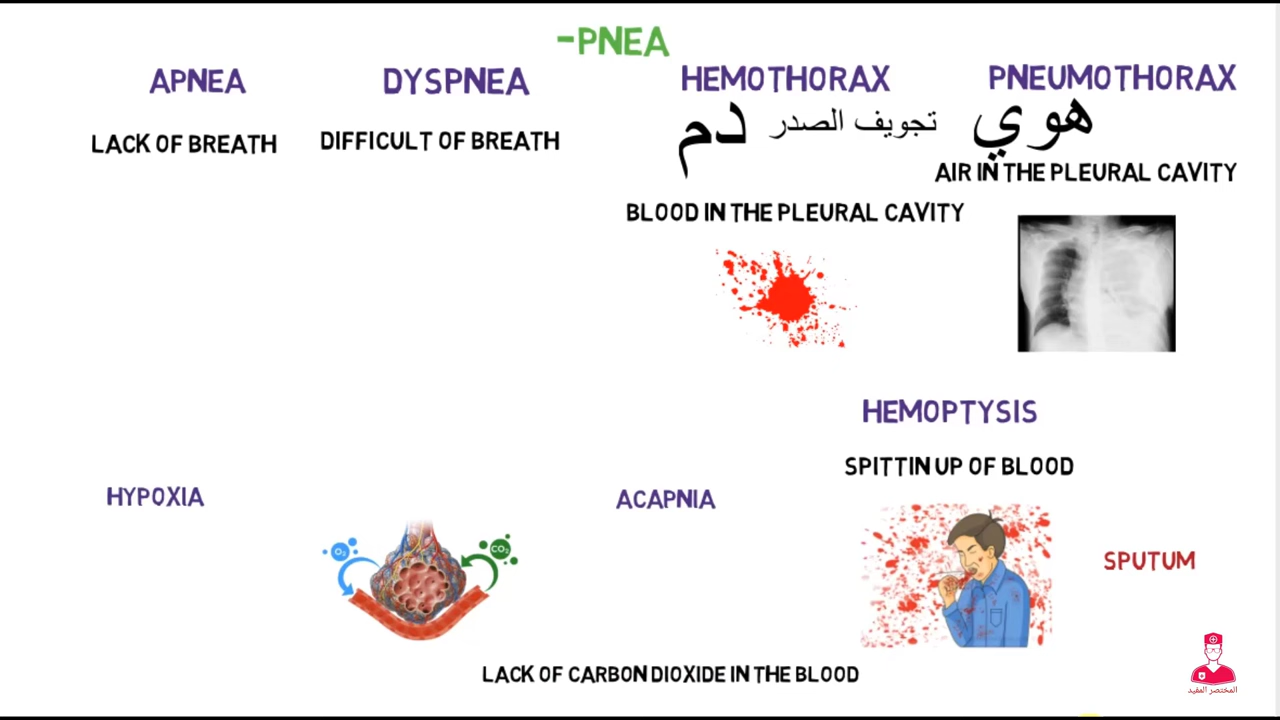 -PNEA
APNEA
DYSPNEA
HEMOTHORAX
PNEUMOTHORAX
LACK OF BREATH
DIFFICULT OF BREATH
دم
تجويف الصدر
هوي
AIR IN THE PLEURAL CAVITY
BLOOD IN THE PLEURAL CAVITY
HEMOPTYSIS
SPITTIN UP OF BLOOD
HYPOXIA
ACAPNIA
O2
CO2
SPUTUM
LACK OF CARBON DIOXIDE IN THE BLOOD
المختصر المفيد